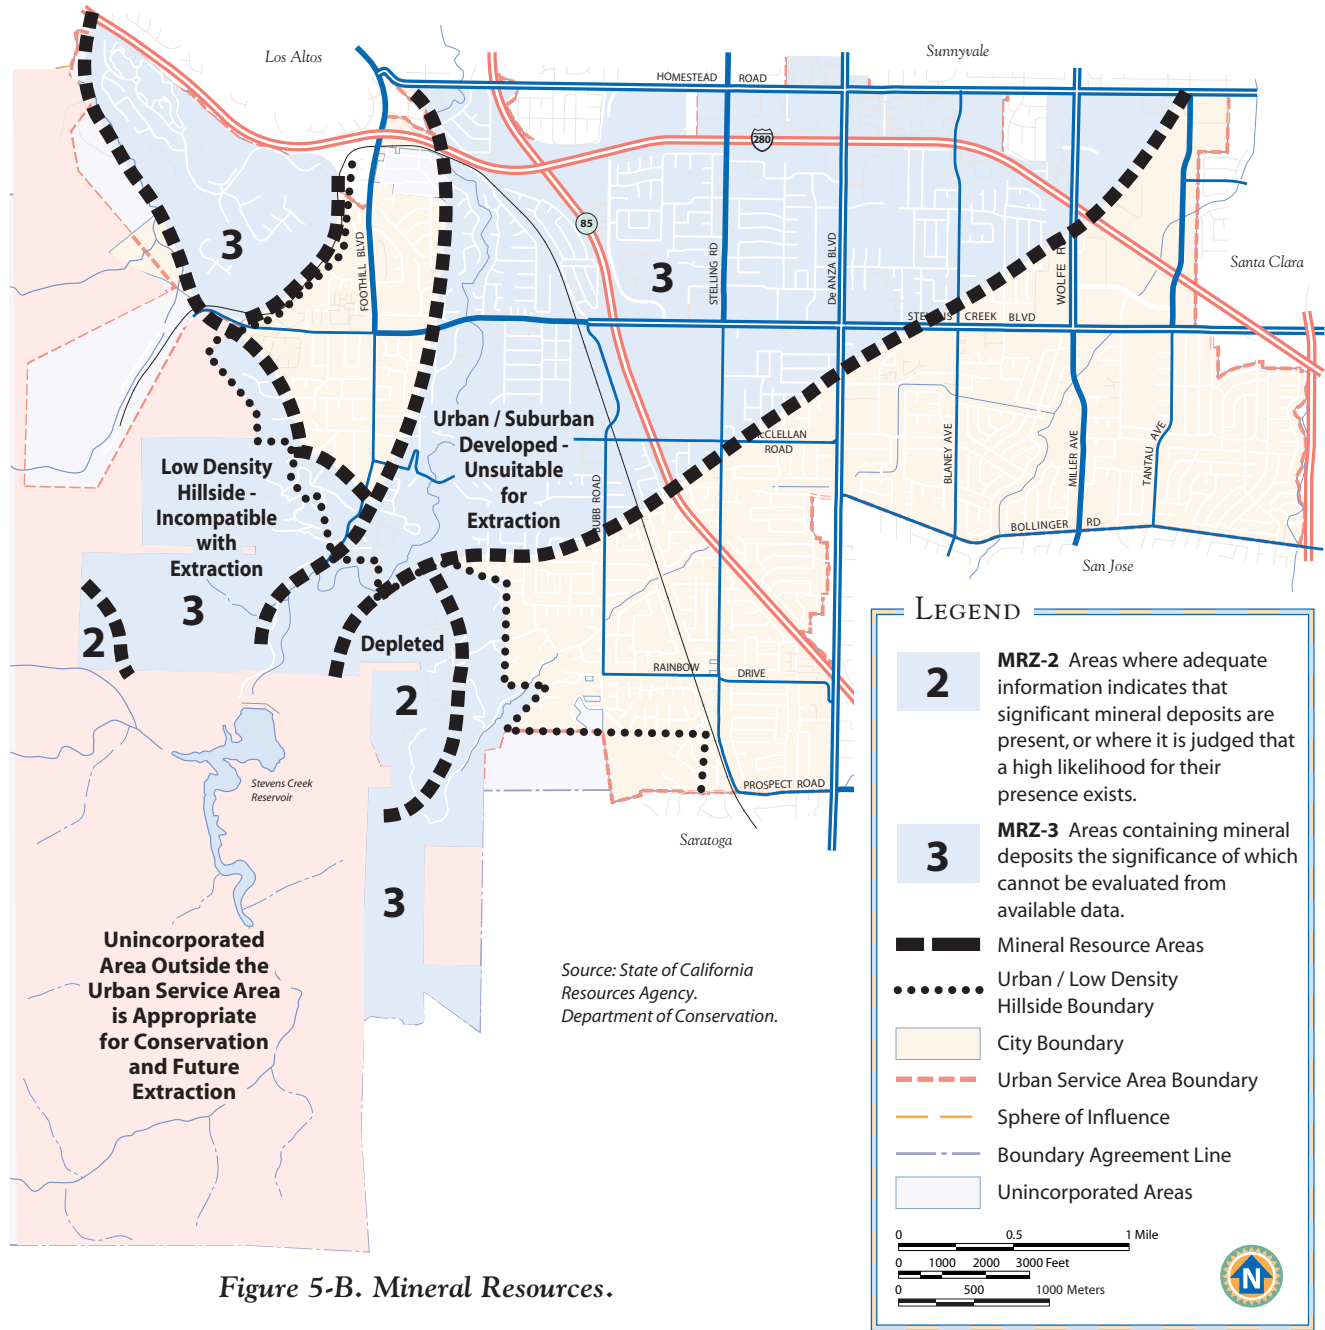 Los Altos
Sunnyvale
HOMESTEAD ROAD
280
85
3
3
FOOTHILL BLVD
STELLING RD
De ANZA BLVD
WOLFE R
Santa Clara
STE NS CREEK BLVD
Urban / Suburban
Developed -
Unsuitable
for
Extraction
McCLELLAN
ROAD
BUBB ROAD
BLANEY AVE
MILLER AVE
TANTAU AVE
BOLLINGER RD
San Jose
Low Density
Hillside -
Incompatible
with
Extraction
3
2
Depleted
2
RAINBOW DRIVE
PROSPECT ROAD
Saratoga
Stevens Creek
Reservoir
3
Unincorporated
Area Outside the
Urban Service Area
is Appropriate
for Conservation
and Future
Extraction
Source: State of California
Resources Agency.
Department of Conservation.
LEGEND
2
MRZ-2 Areas where adequate
information indicates that
significant mineral deposits are
present, or where it is judged that
a high likelihood for their
presence exists.
3
MRZ-3 Areas containing mineral
deposits the significance of which
cannot be evaluated from
available data.
Mineral Resource Areas
Urban / Low Density
Hillside Boundary
City Boundary
Urban Service Area Boundary
Sphere of Influence
Boundary Agreement Line
Unincorporated Areas
0 0.5 1 Mile
0 1000 2000 3000 Feet
0 500 1000 Meters
N
Figure 5-B. Mineral Resources.